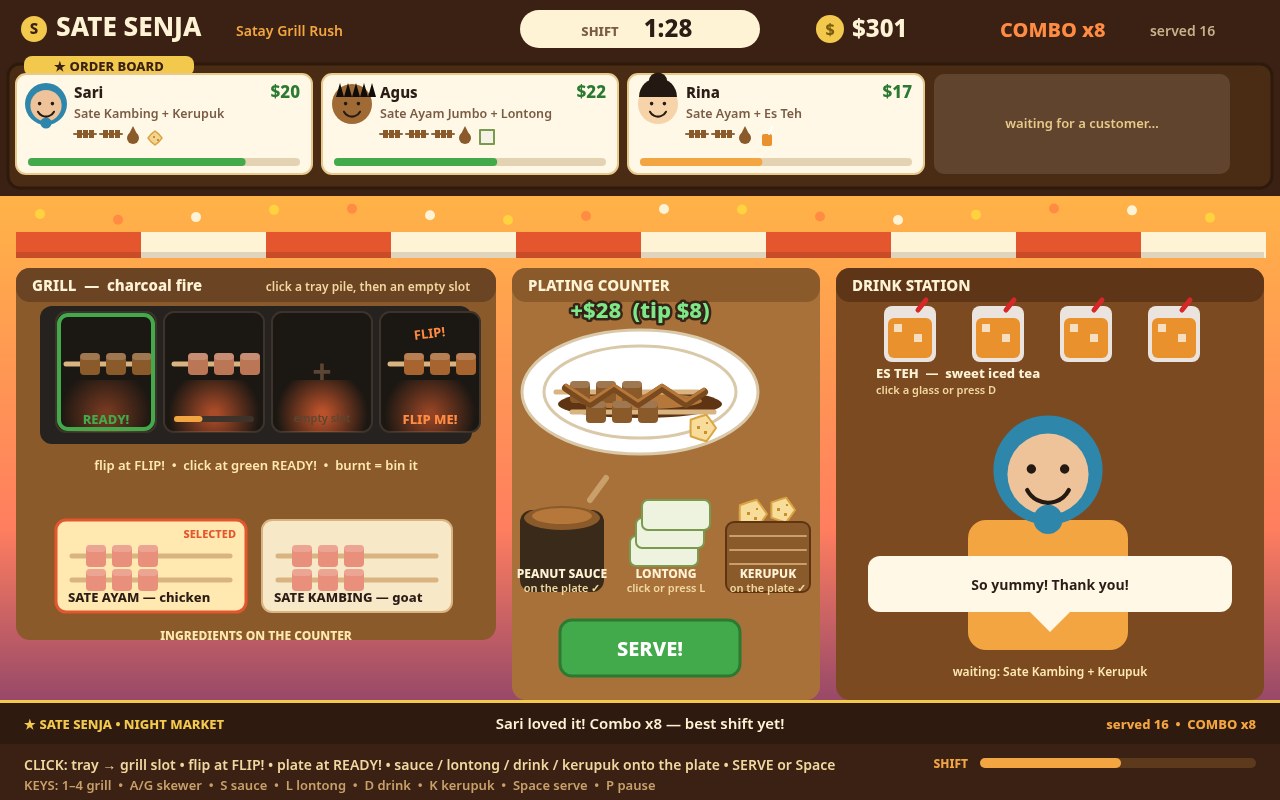 S SATE SENJA Satay Grill Rush SHIFT 1:28 $ $301 COMBO x8 served 16
★ ORDER BOARD
Sari $20
Sate Kambing + Kerupuk
Agus $22
Sate Ayam Jumbo + Lontong
Rina $17
Sate Ayam + Es Teh
waiting for a customer...
GRILL — charcoal fire click a tray pile, then an empty slot
READY!
+
empty slot
FLIP!
FLIP ME!
flip at FLIP! • click at green READY! • burnt = bin it
SELECTED
SATE AYAM — chicken
SATE KAMBING — goat
INGREDIENTS ON THE COUNTER
PLATING COUNTER
+$28 (tip $8)
PEANUT SAUCE
on the plate ✓
LONTONG
click or press L
KERUPUK
on the plate ✓
SERVE!
DRINK STATION
ES TEH — sweet iced tea
click a glass or press D
So yummy! Thank you!
waiting: Sate Kambing + Kerupuk
★ SATE SENJA • NIGHT MARKET Sari loved it! Combo x8 — best shift yet! served 16 • COMBO x8
CLICK: tray → grill slot • flip at FLIP! • plate at READY! • sauce / lontong / drink / kerupuk onto the plate • SERVE or Space SHIFT
KEYS: 1–4 grill • A/G skewer • S sauce • L lontong • D drink • K kerupuk • Space serve • P pause